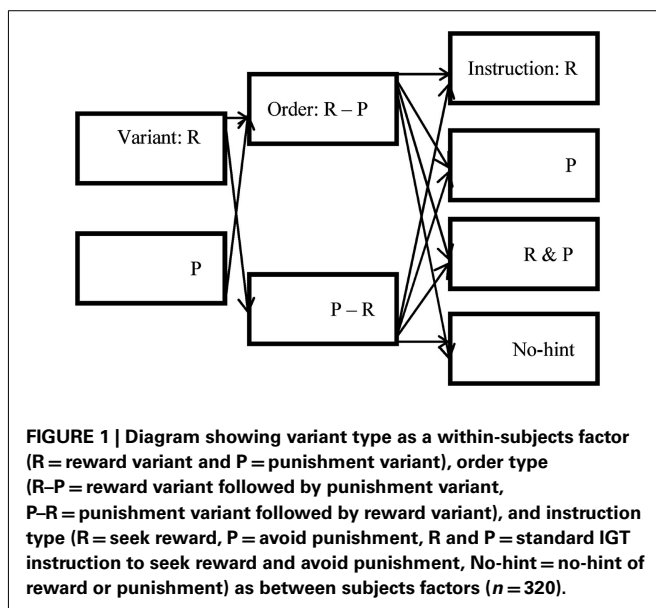 Instruction: R
Order: R – P
Variant: R
P
P
R & P
P – R
No-hint
FIGURE 1 | Diagram showing variant type as a within-subjects factor
(R = reward variant and P = punishment variant), order type
(R–P = reward variant followed by punishment variant,
P–R = punishment variant followed by reward variant), and instruction
type (R = seek reward, P = avoid punishment, R and P = standard IGT
instruction to seek reward and avoid punishment, No-hint = no-hint of
reward or punishment) as between subjects factors (n = 320).